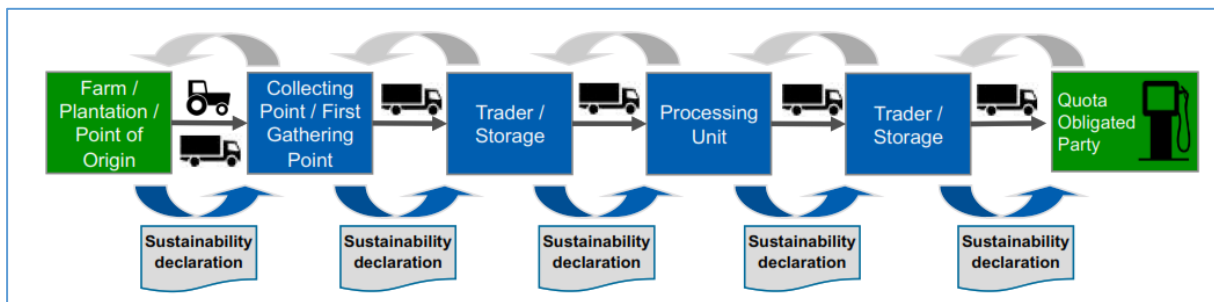 Farm /
Plantation /
Point of
Origin
Collecting
Point / First
Gathering
Point
Trader /
Storage
Processing
Unit
Trader /
Storage
Quota
Obligated
Party
Sustainability
declaration
Sustainability
declaration
Sustainability
declaration
Sustainability
declaration
Sustainability
declaration